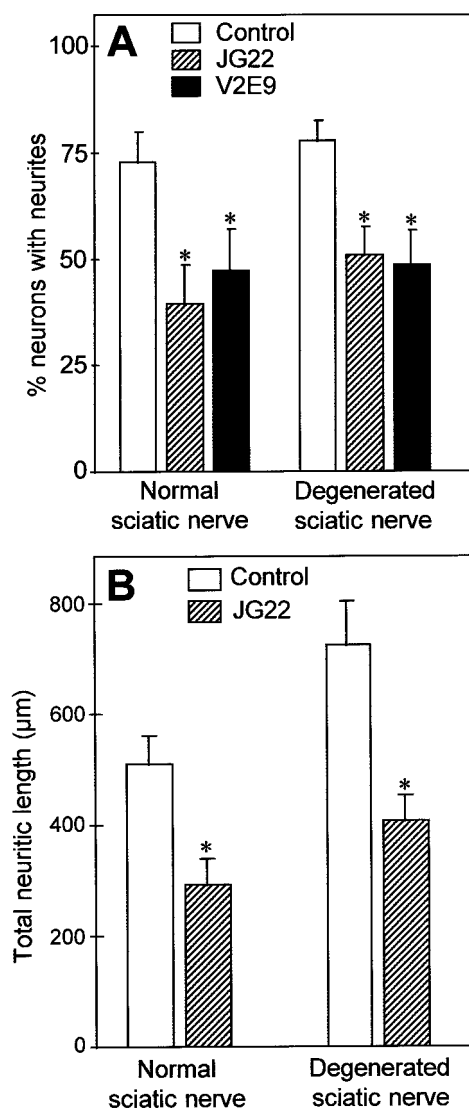 A
Control
JG22
V2E9
% neurons with neurites
100
75
50
25
0
*
*
*
*
Normal
sciatic nerve
Degenerated
sciatic nerve
B
Control
JG22
Total neuritic length (µm)
800
600
400
200
0
*
*
Normal
sciatic nerve
Degenerated
sciatic nerve